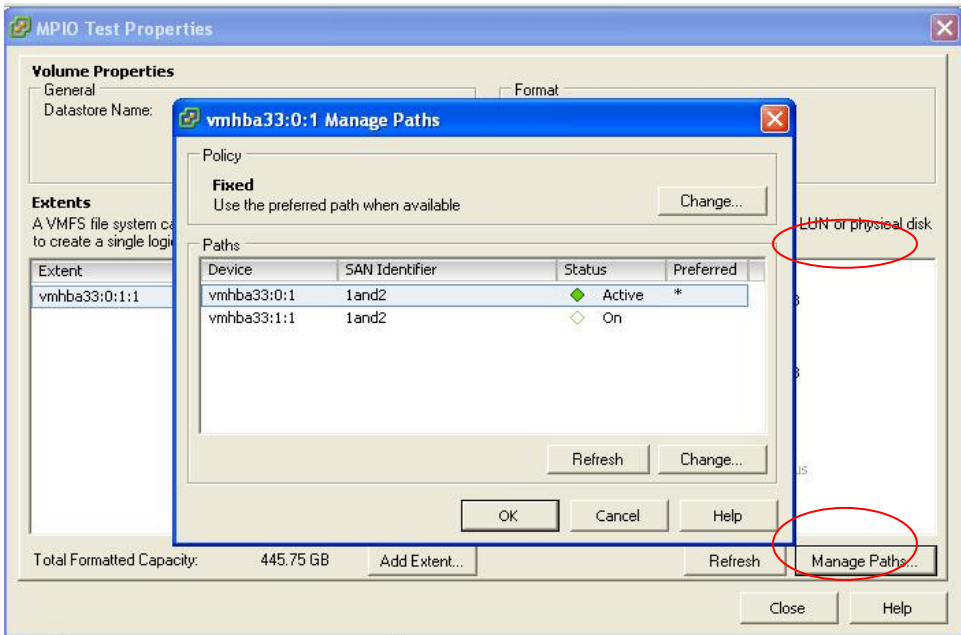 MPIO Test Properties
Volume Properties
General
Format
Datastore Name:
vmhba33:0:1 Manage Paths
Policy
Fixed
Use the preferred path when available
Change...
Extents
A VMFS file system ca
LUN or physical disk
to create a single logi
Paths
Extent
Device SAN Identifier Status Preferred
vmhba33:0:1:1
vmhba33:0:1 1and2 Active *
vmhba33:1:1 1and2 On
Refresh Change...
OK Cancel Help
Total Formatted Capacity: 445.75 GB Add Extent... Refresh Manage Paths...
Close Help